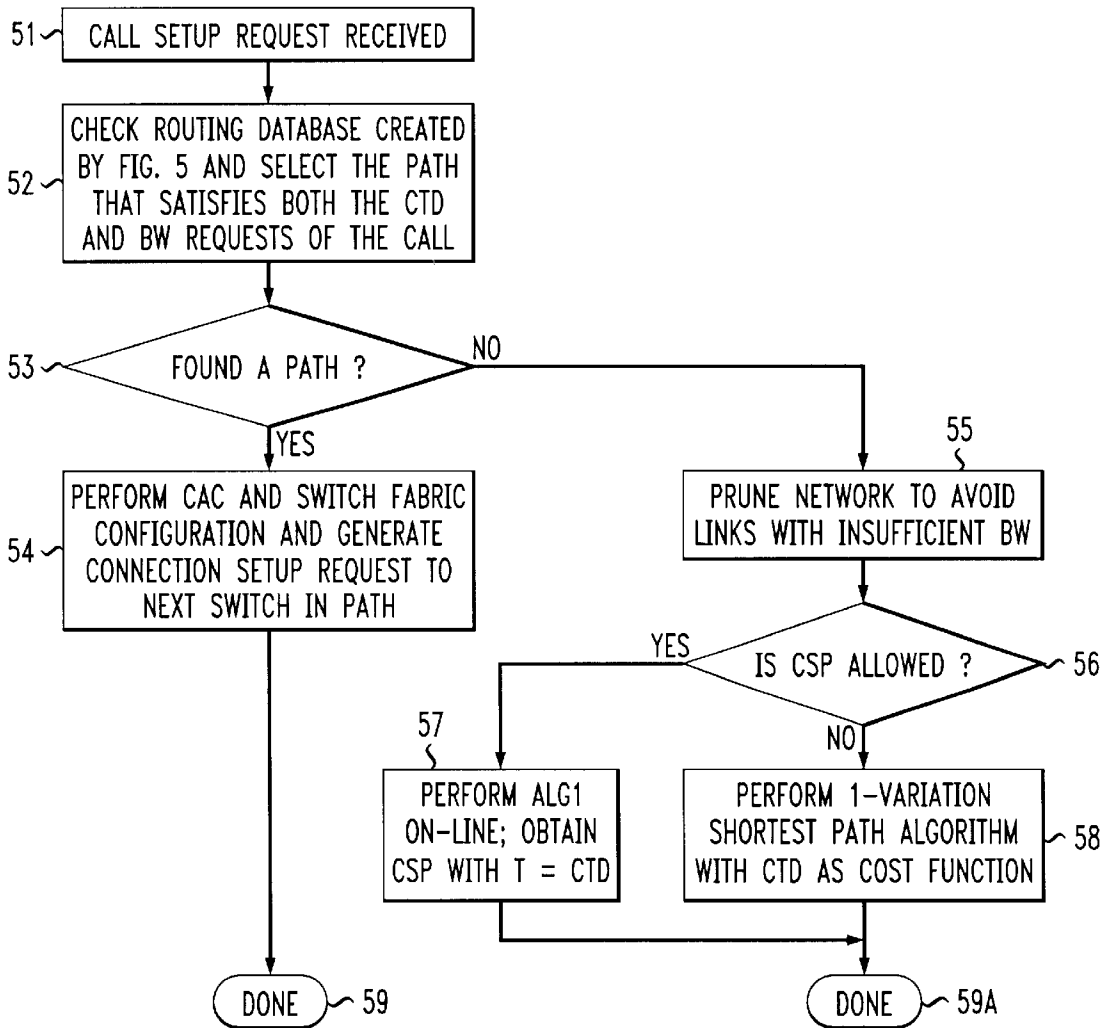 51
CALL SETUP REQUEST RECEIVED
52
CHECK ROUTING DATABASE CREATED
BY FIG. 5 AND SELECT THE PATH
THAT SATISFIES BOTH THE CTD
AND BW REQUESTS OF THE CALL
53
FOUND A PATH ?
NO
YES
54
PERFORM CAC AND SWITCH FABRIC
CONFIGURATION AND GENERATE
CONNECTION SETUP REQUEST TO
NEXT SWITCH IN PATH
55
PRUNE NETWORK TO AVOID
LINKS WITH INSUFFICIENT BW
YES
IS CSP ALLOWED ?
56
NO
57
PERFORM ALG1
ON-LINE; OBTAIN
CSP WITH T = CTD
PERFORM 1-VARIATION
SHORTEST PATH ALGORITHM
WITH CTD AS COST FUNCTION
58
DONE
59
DONE
59A